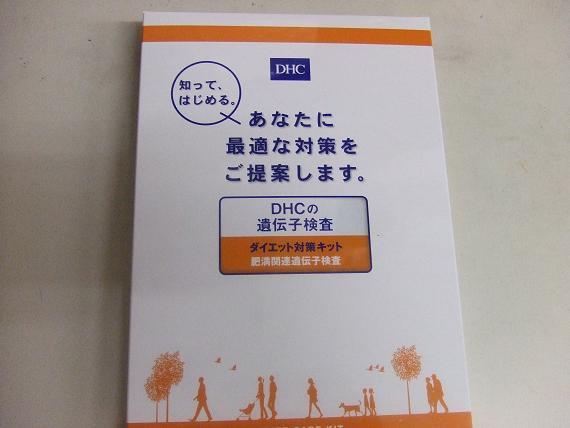 DHC
知って、
はじめる。
あなたに
最適な対策を
ご提案します。
DHCの
遺伝子検査
ダイエット対策キット
肥満関連遺伝子検査